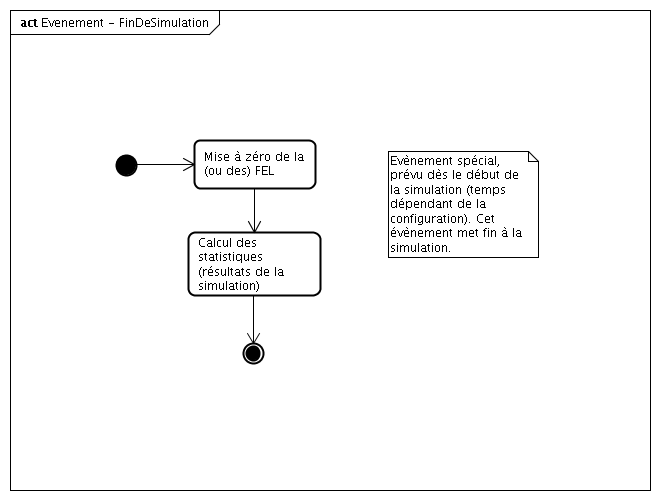 act Evenement – FinDeSimulation
Mise à zéro de la
(ou des) FEL
Calcul des
statistiques
(résultats de la
simulation)
Evènement spécial,
prévu dès le début de
la simulation (temps
dépendant de la
configuration). Cet
évènement met fin à la
simulation.